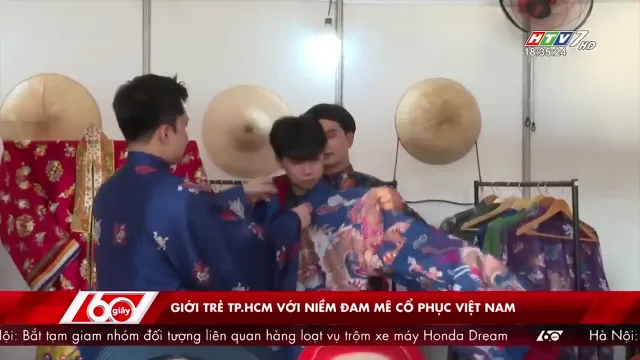 HTV7 HD
18:35:24
60 giây
GIỚI TRẺ TP.HCM VỚI NIỀM ĐAM MÊ CỔ PHỤC VIỆT NAM
Nội: Bắt tạm giam nhóm đối tượng liên quan hàng loạt vụ trộm xe máy Honda Dream 60 Hà Nội: